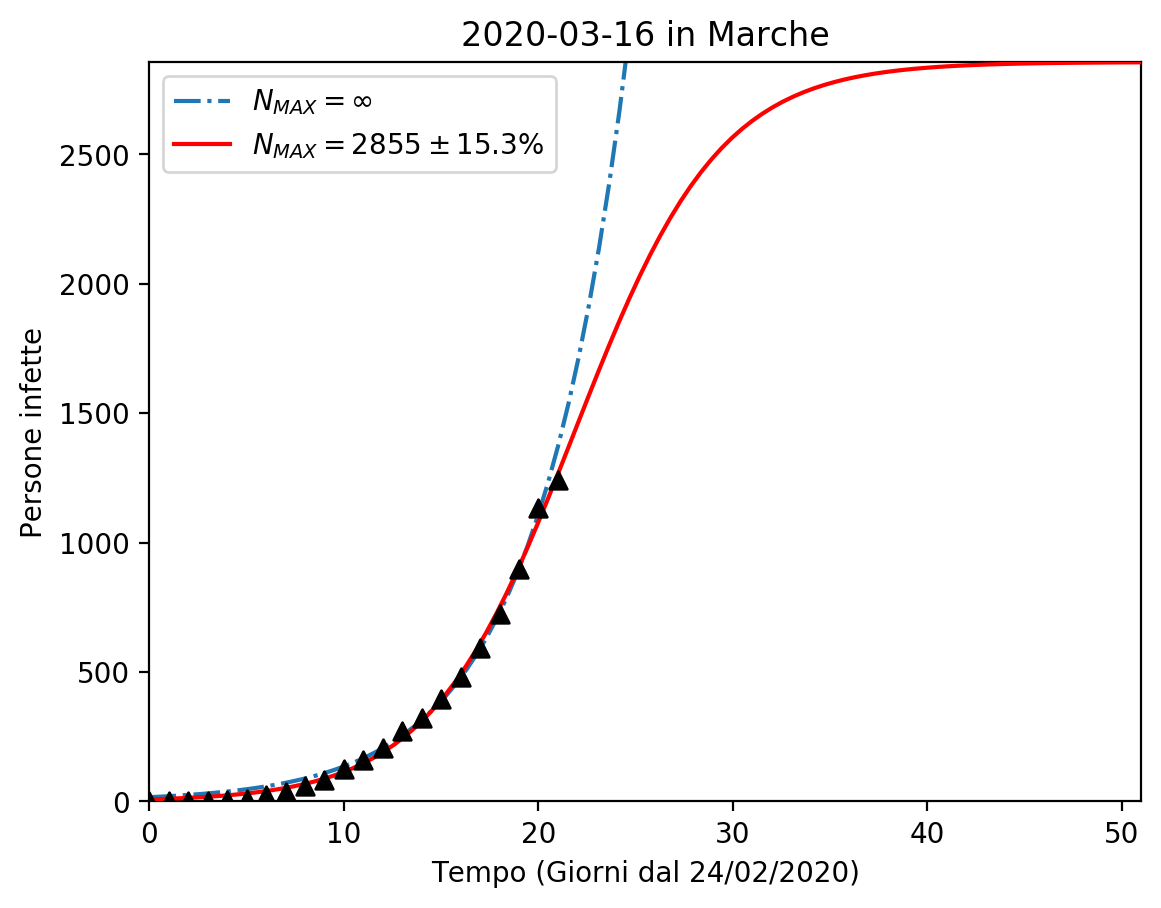 2020-03-16 in Marche
N_MAX = ∞
N_MAX = 2855 ± 15.3%
2500
2000
1500
1000
500
0
Persone infette
0 10 20 30 40 50
Tempo (Giorni dal 24/02/2020)